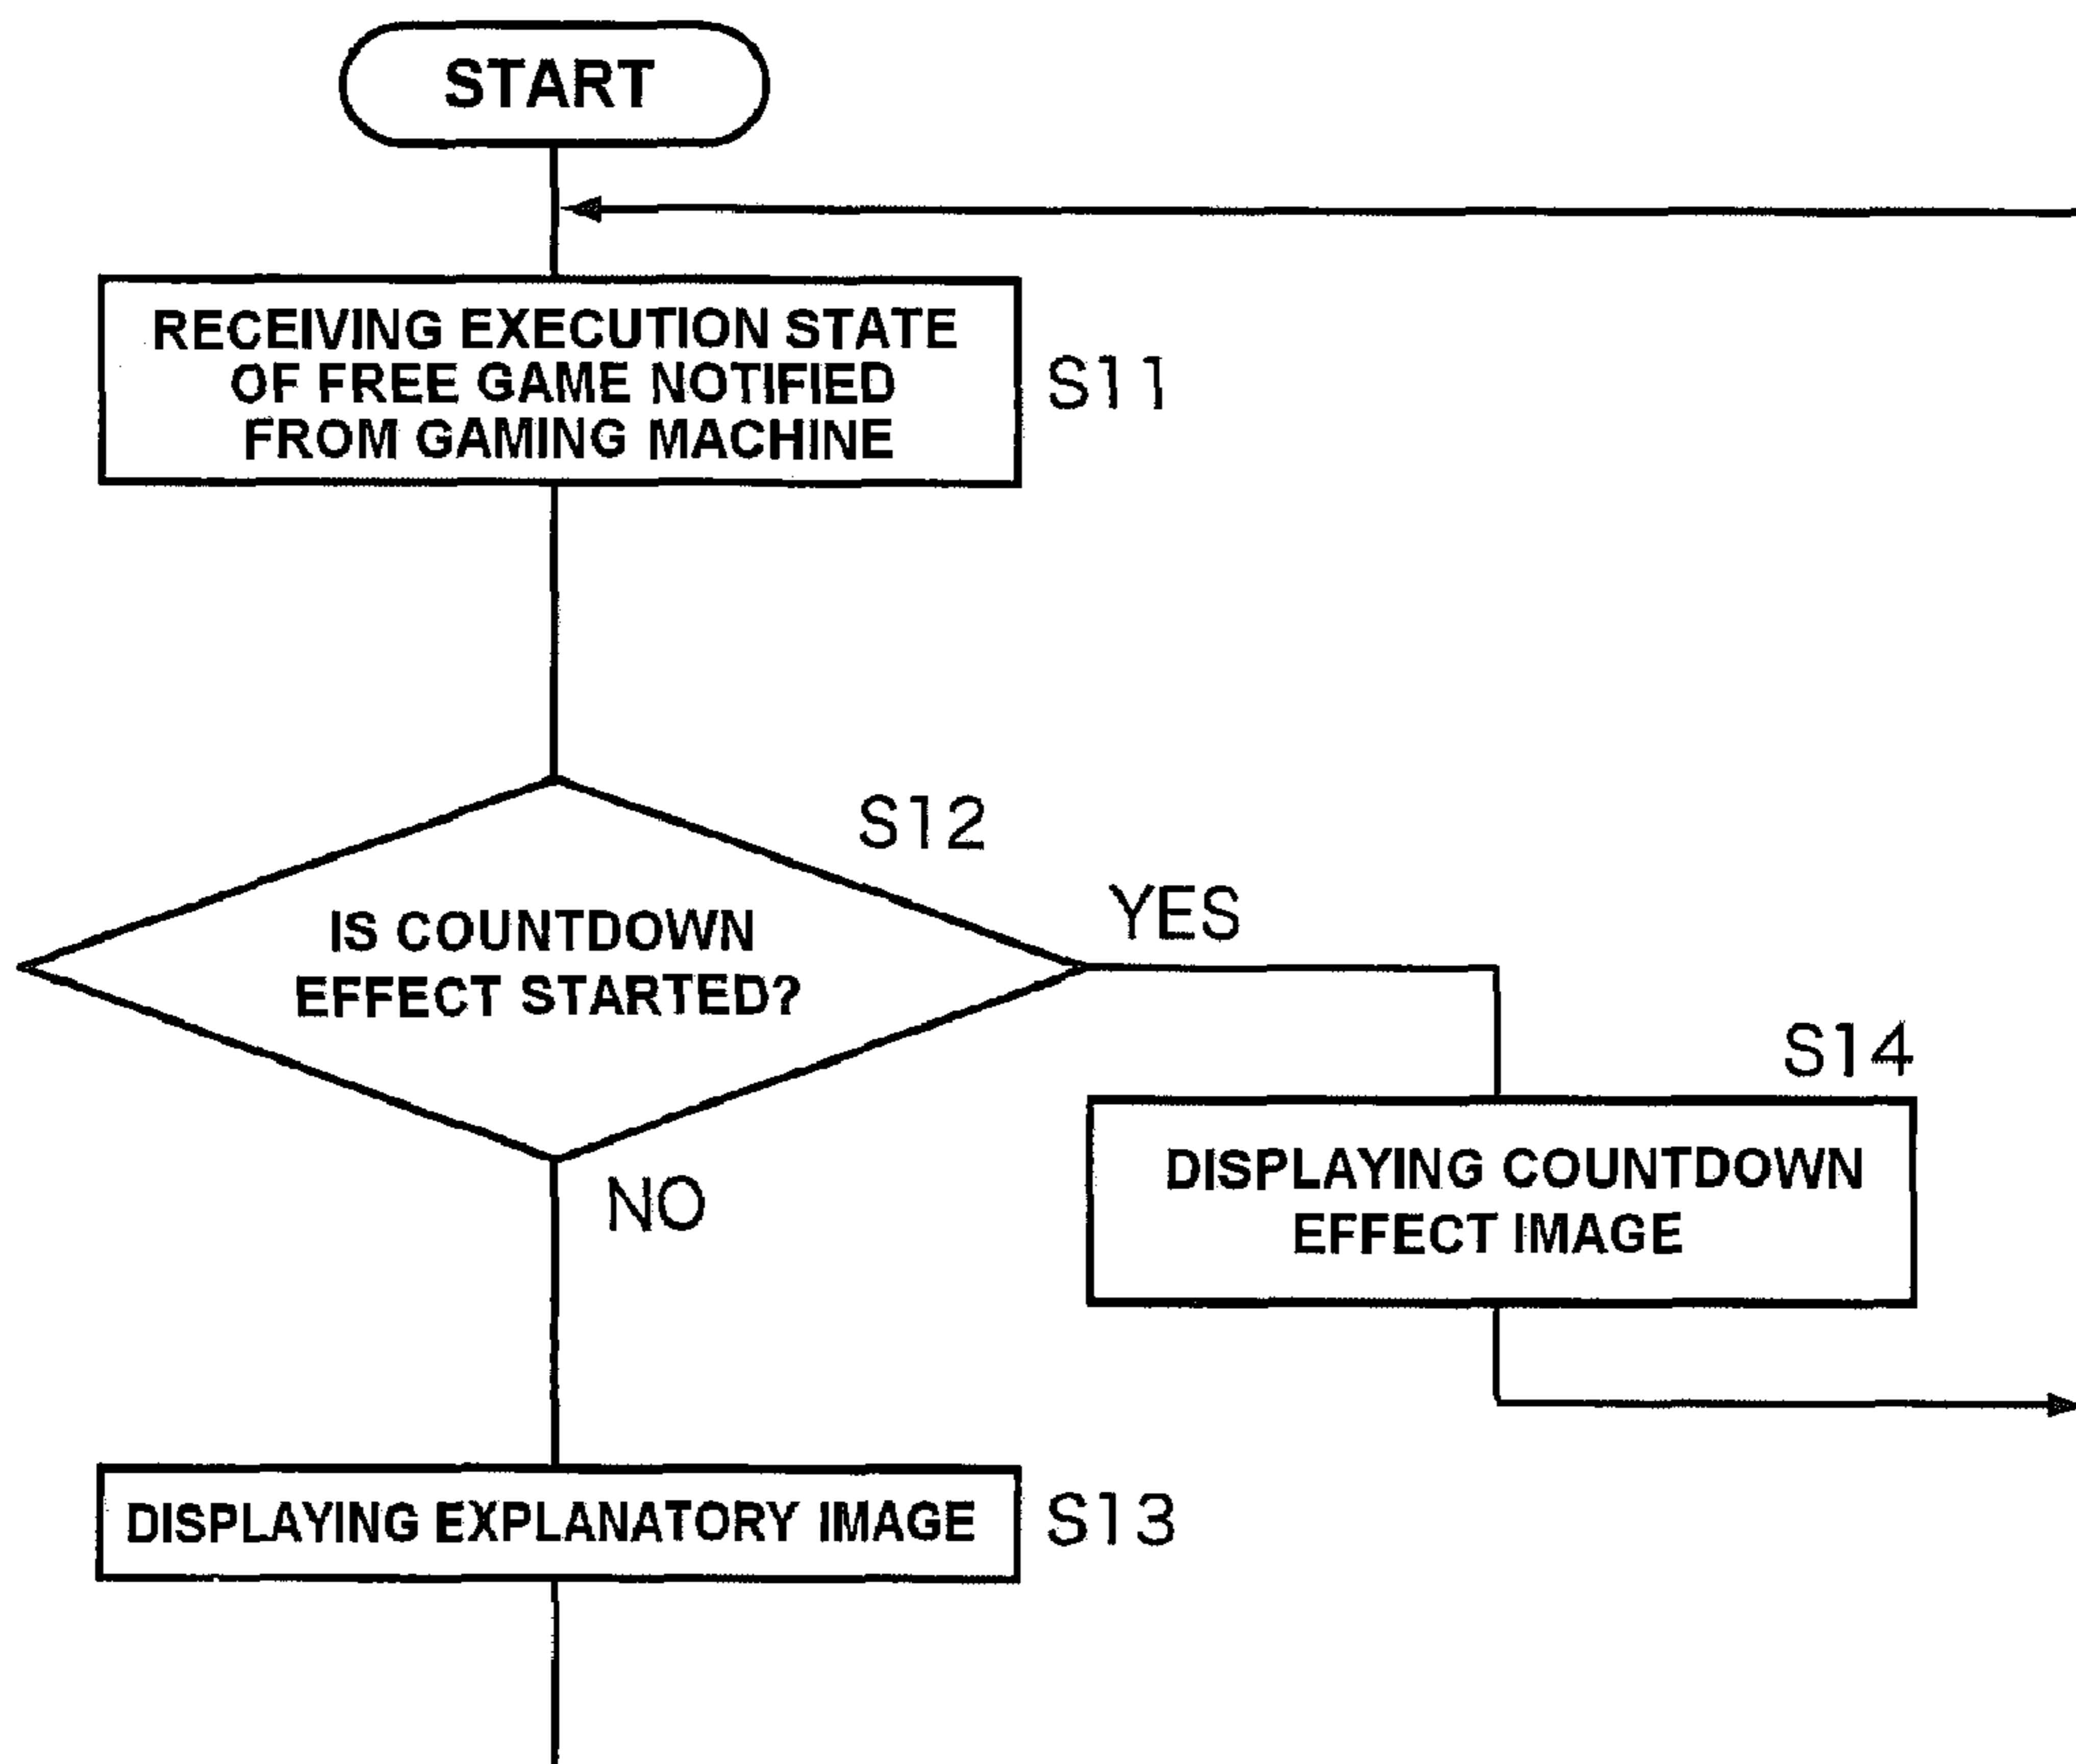 START
RECEIVING EXECUTION STATE
OF FREE GAME NOTIFIED
FROM GAMING MACHINE
S11
S12
IS COUNTDOWN
EFFECT STARTED?
YES
NO
S14
DISPLAYING COUNTDOWN
EFFECT IMAGE
DISPLAYING EXPLANATORY IMAGE
S13